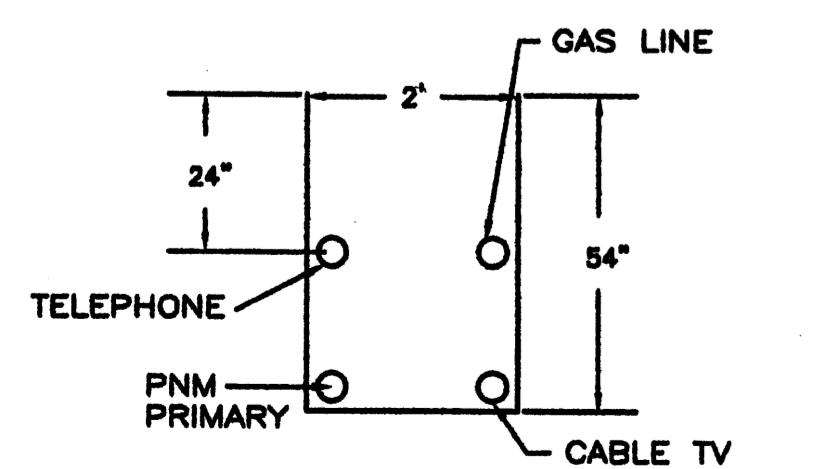 GAS LINE
2'
24"
54"
TELEPHONE
PNM
PRIMARY
CABLE TV